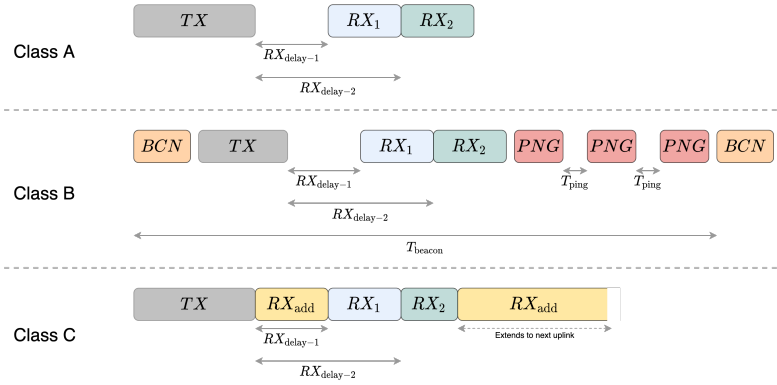 TX RX1 RX2
Class A
RXdelay−1
RXdelay−2
BCN TX RX1 RX2 PNG PNG PNG BCN
RXdelay−1 Tping Tping
Class B
RXdelay−2
Tbeacon
TX RXadd RX1 RX2 RXadd
Class C
RXdelay−1 Extends to next uplink
RXdelay−2